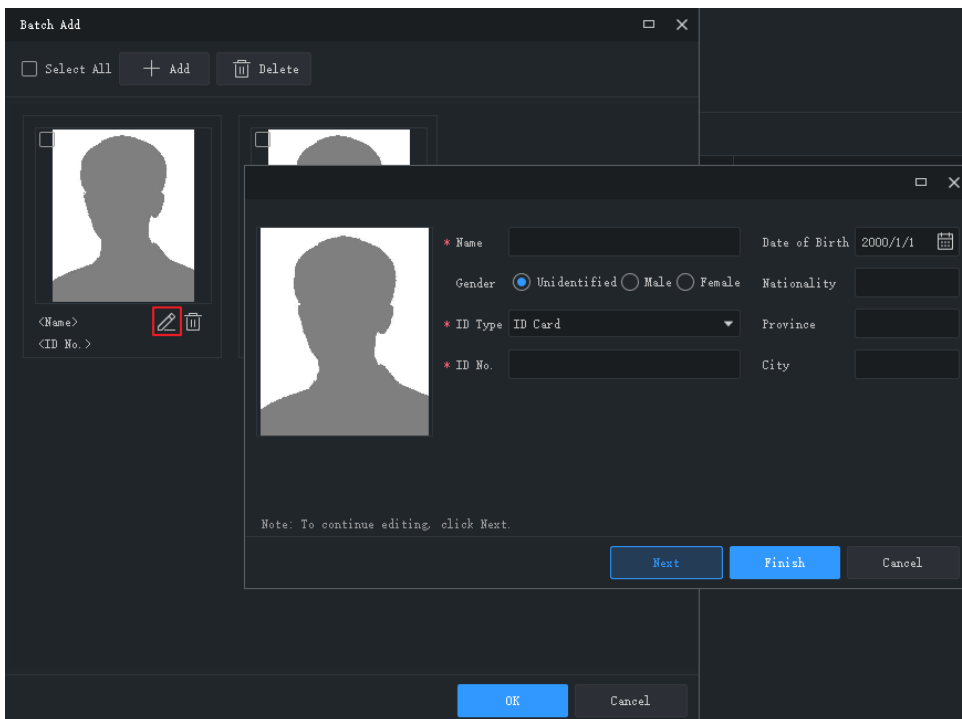 Batch Add
Select All
Add
Delete
<Name>
<ID No.>
* Name
Date of Birth 2000/1/1
Gender Unidentified Male Female
Nationality
* ID Type ID Card
Province
* ID No.
City
Note: To continue editing, click Next.
Next
Finish
Cancel
OK
Cancel